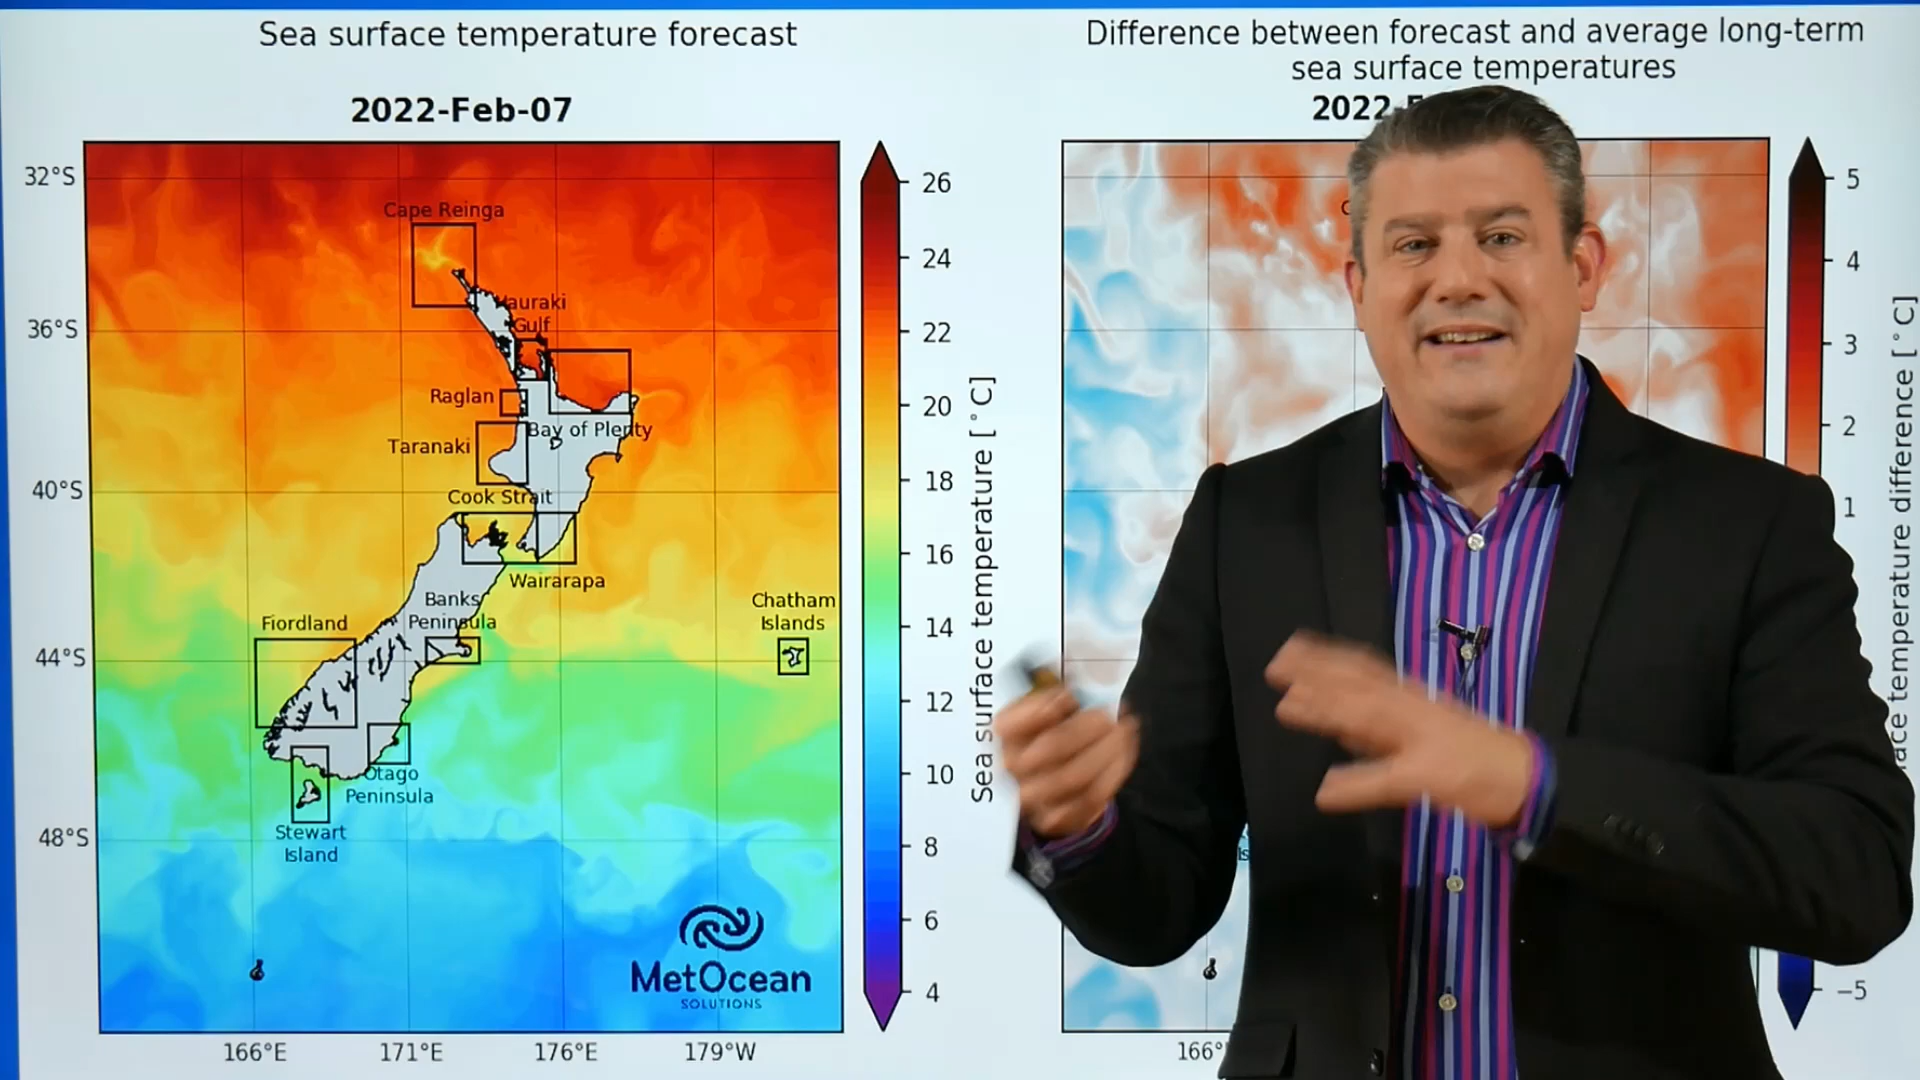 Sea surface temperature forecast
2022-Feb-07
32°S
36°S
40°S
44°S
48°S
166°E
171°E
176°E
179°W
Cape Reinga
Hauraki
Gulf
Raglan
Bay of Plenty
Taranaki
Cook Strait
Wairarapa
Banks
Peninsula
Fiordland
Chatham
Islands
Otago
Peninsula
Stewart
Island
MetOcean
SOLUTIONS
26
24
22
20
18
16
14
12
10
8
6
4
Sea surface temperature [°C]
Difference between forecast and average long-term
sea surface temperatures
2022-F
166°
5
4
3
2
1
−5
temperature difference [°C]